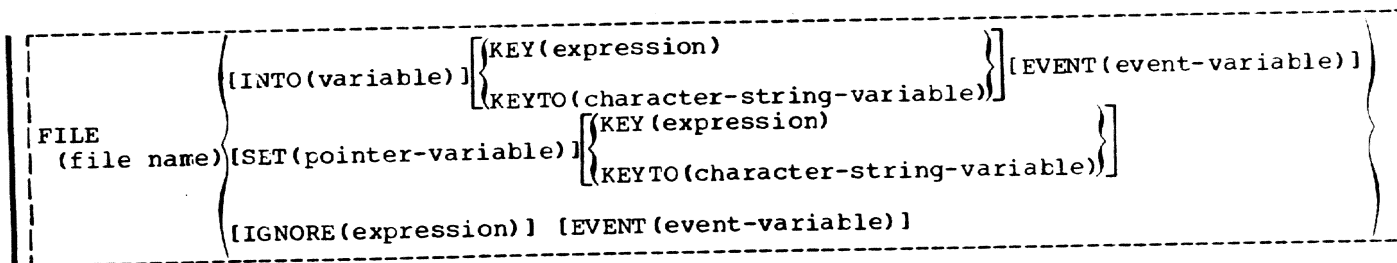 KEY(expression)
[INTO(variable)] [EVENT(event-variable)]
KEYTO(character-string-variable)
FILE KEY(expression)
(file name) [SET(pointer-variable)]
KEYTO(character-string-variable)
[IGNORE(expression)] [EVENT(event-variable)]